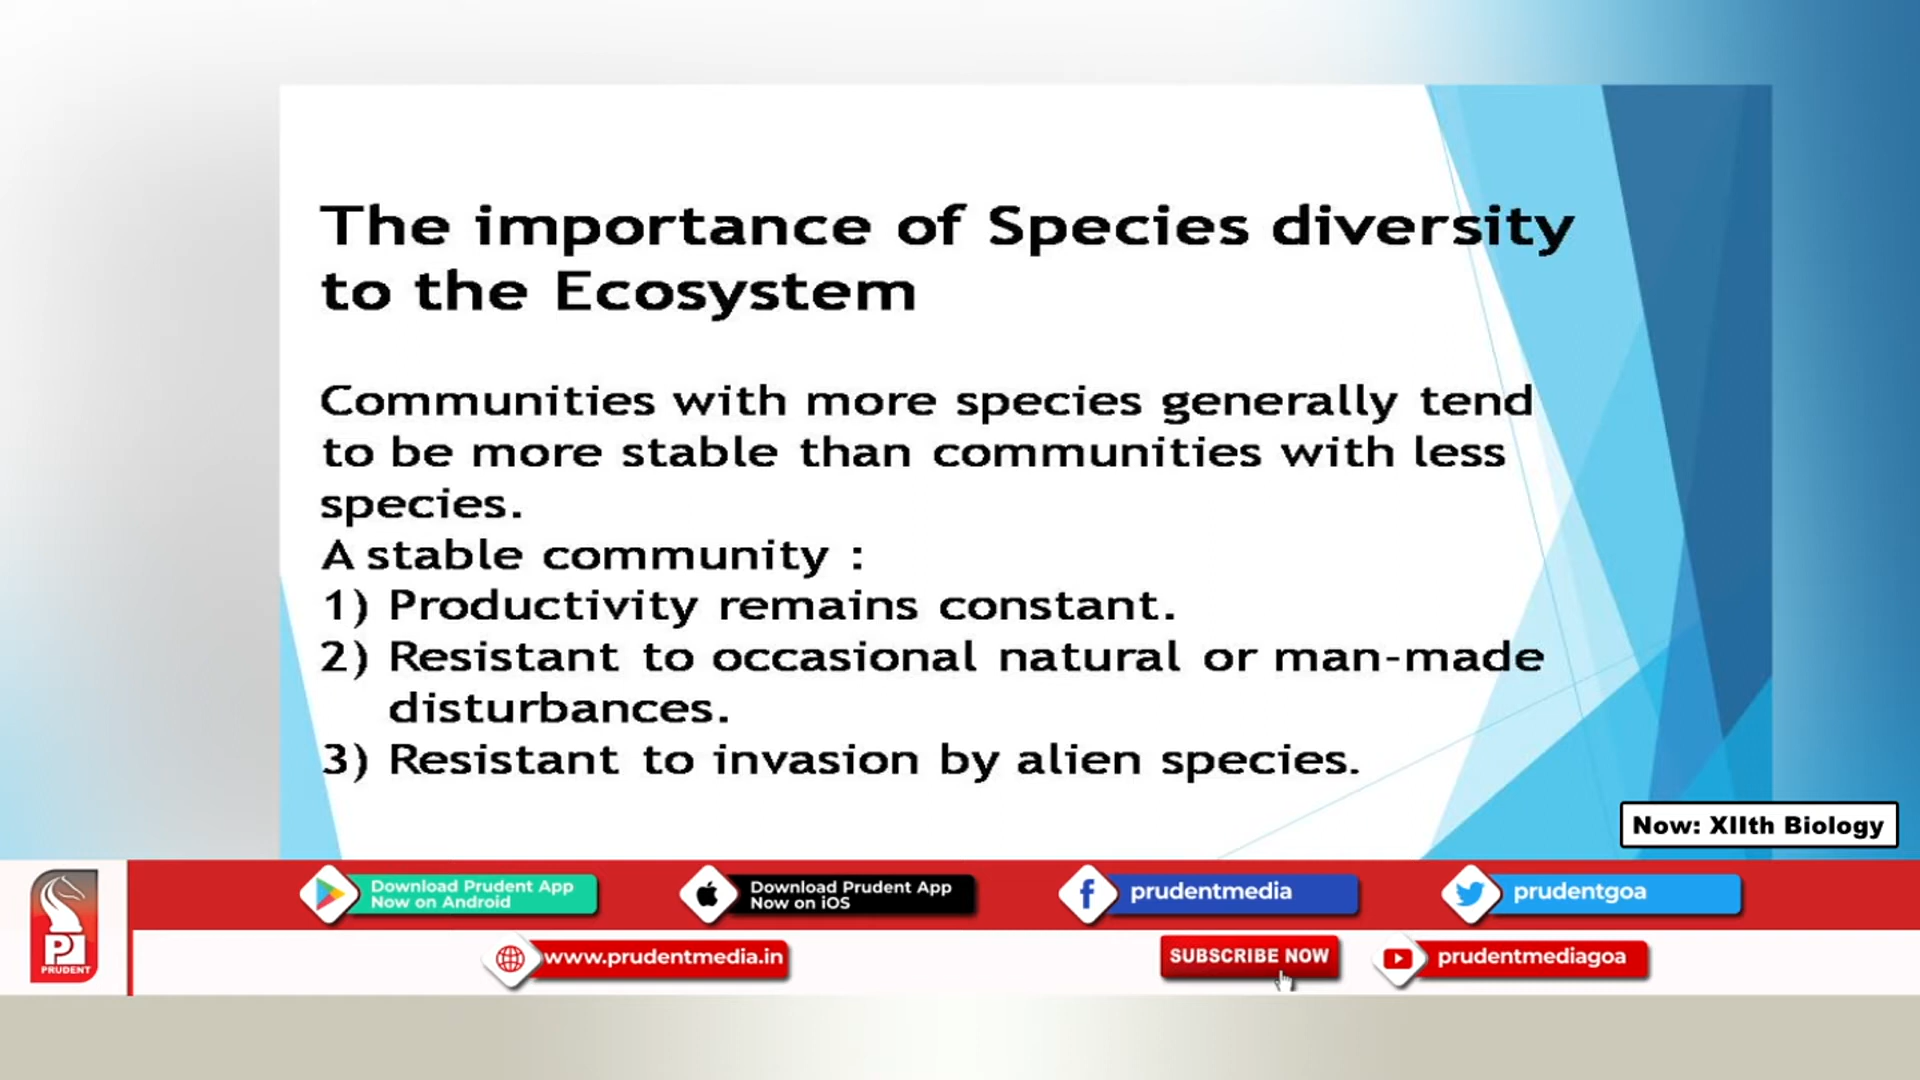 The importance of Species diversity
to the Ecosystem
Communities with more species generally tend
to be more stable than communities with less
species.
A stable community :
1) Productivity remains constant.
2) Resistant to occasional natural or man-made
disturbances.
3) Resistant to invasion by alien species.
Now: XIIth Biology
Download Prudent App
Now on Android
Download Prudent App
Now on iOS
prudentmedia
prudentgoa
PRUDENT
www.prudentmedia.in
SUBSCRIBE NOW
prudentmediagoa